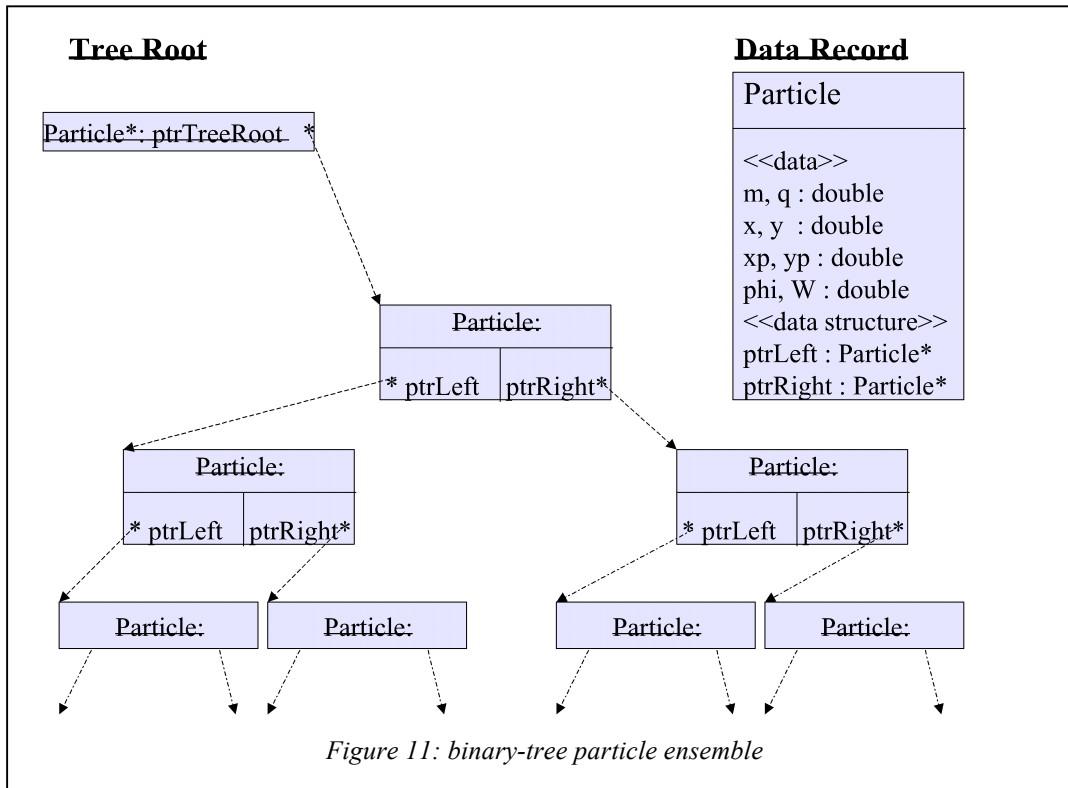 Tree Root
Data Record
Particle
<<data>>
m, q : double
x, y : double
xp, yp : double
phi, W : double
<<data structure>>
ptrLeft : Particle*
ptrRight : Particle*
Particle*: ptrTreeRoot *
Particle:
* ptrLeft ptrRight*
Particle: Particle:
* ptrLeft ptrRight* * ptrLeft ptrRight*
Particle: Particle: Particle: Particle:
Figure 11: binary-tree particle ensemble